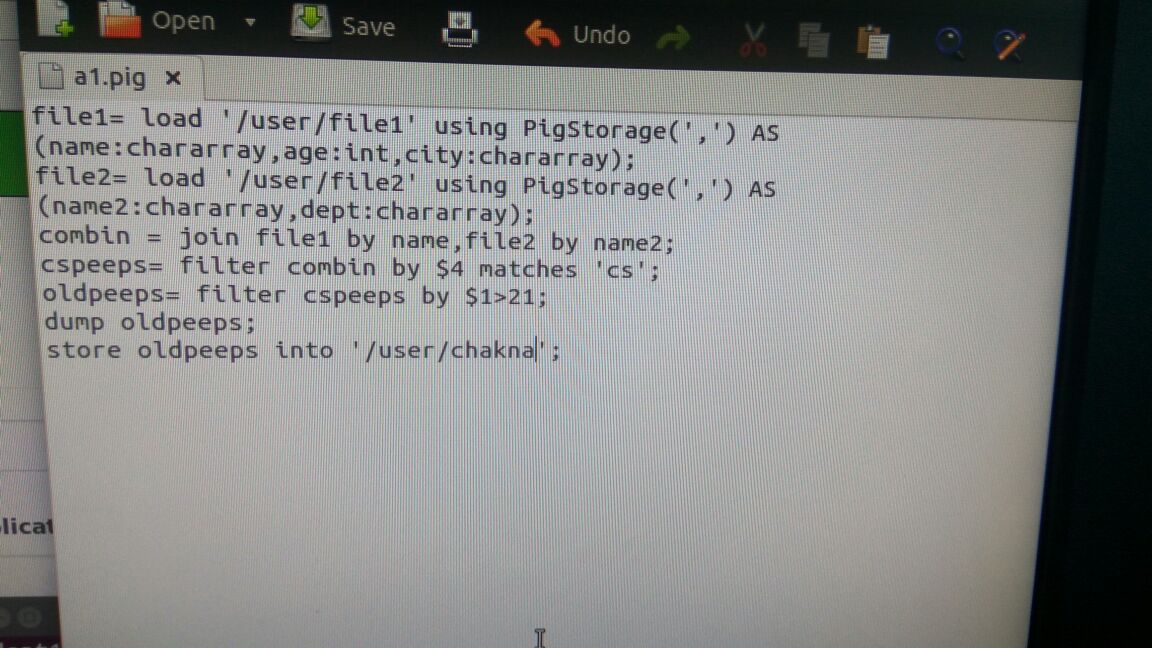 Open
Save
Undo
a1.pig
file1= load '/user/file1' using PigStorage(',') AS
(name:chararray,age:int,city:chararray);
file2= load '/user/file2' using PigStorage(',') AS
(name2:chararray,dept:chararray);
combin = join file1 by name,file2 by name2;
cspeeps= filter combin by $4 matches 'cs';
oldpeeps= filter cspeeps by $1>21;
dump oldpeeps;
store oldpeeps into '/user/chakna';
plicat